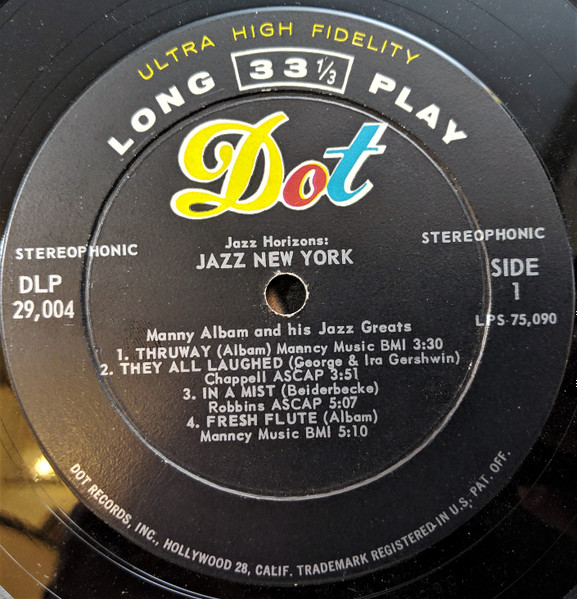 ULTRA HIGH FIDELITY
LONG 33 1/3 PLAY
Dot
STEREOPHONIC
DLP
29,004
Jazz Horizons:
JAZZ NEW YORK
STEREOPHONIC
SIDE
1
LPS-75,090
Manny Albam and his Jazz Greats
1. THRUWAY (Albam) Manncy Music BMI 3:30
2. THEY ALL LAUGHED (George & Ira Gershwin)
Chappell ASCAP 3:51
3. IN A MIST (Beiderbecke)
Robbins ASCAP 5:07
4. FRESH FLUTE (Albam)
Manncy Music BMI 5:10
DOT RECORDS, INC., HOLLYWOOD 28, CALIF. TRADEMARK REGISTERED IN U.S. PAT. OFF.